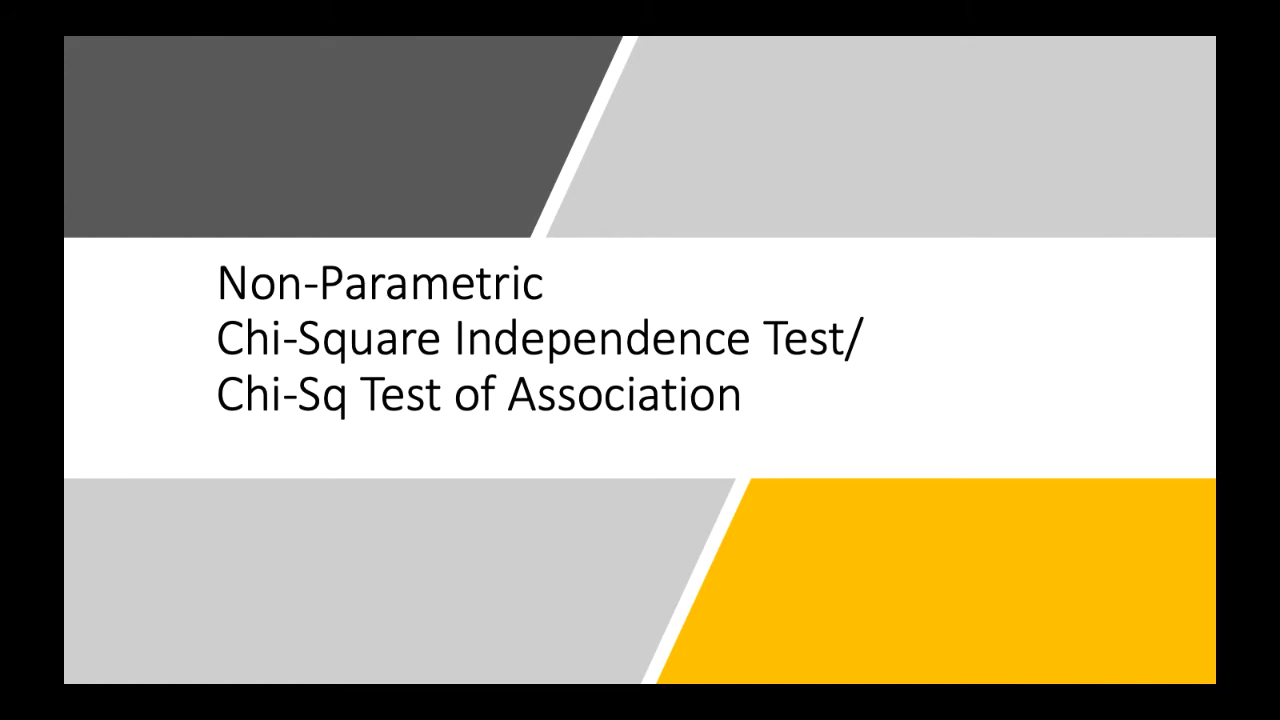 Non-Parametric
Chi-Square Independence Test/
Chi-Sq Test of Association